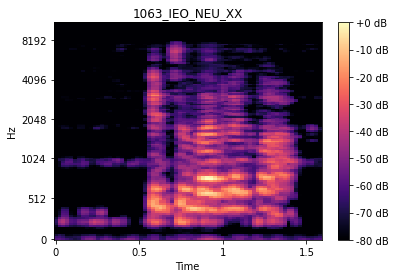 1063_IEO_NEU_XX
Hz
8192
4096
2048
1024
512
0
0
0.5
1
1.5
Time
+0 dB
-10 dB
-20 dB
-30 dB
-40 dB
-50 dB
-60 dB
-70 dB
-80 dB